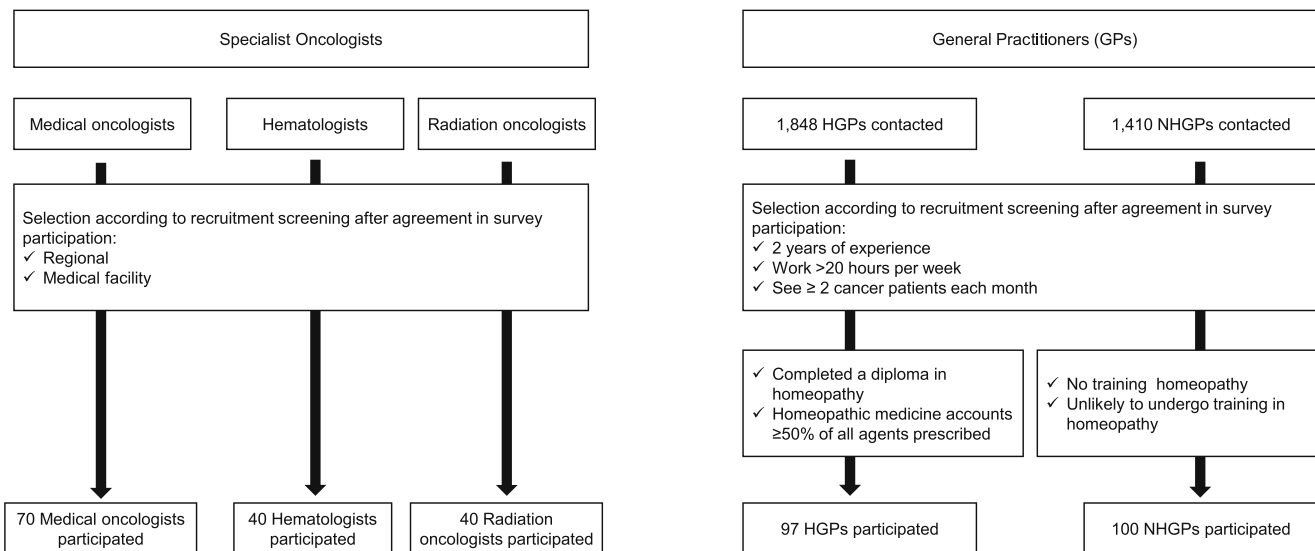 Specialist Oncologists
General Practitioners (GPs)
Medical oncologists
Hematologists
Radiation oncologists
1,848 HGPs contacted
1,410 NHGPs contacted
Selection according to recruitment screening after agreement in survey
participation:
✓ Regional
✓ Medical facility
Selection according to recruitment screening after agreement in survey
participation:
✓ 2 years of experience
✓ Work >20 hours per week
✓ See ≥ 2 cancer patients each month
✓ Completed a diploma in
homeopathy
✓ Homeopathic medicine accounts
≥50% of all agents prescribed
✓ No training homeopathy
✓ Unlikely to undergo training in
homeopathy
70 Medical oncologists
participated
40 Hematologists
participated
40 Radiation
oncologists participated
97 HGPs participated
100 NHGPs participated